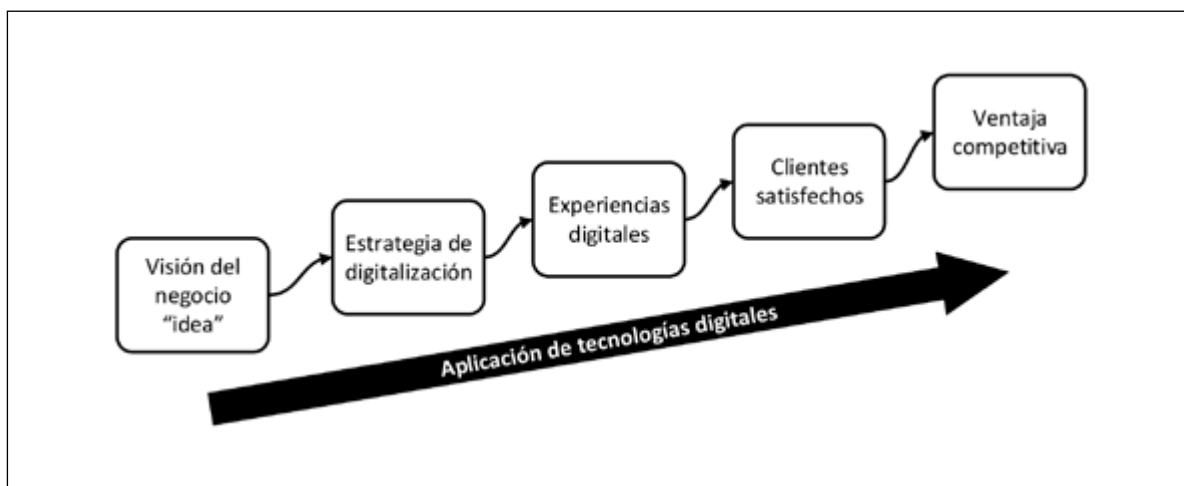 Visión del
negocio
“idea”
Estrategia de
digitalización
Experiencias
digitales
Clientes
satisfechos
Ventaja
competitiva
Aplicación de tecnologías digitales